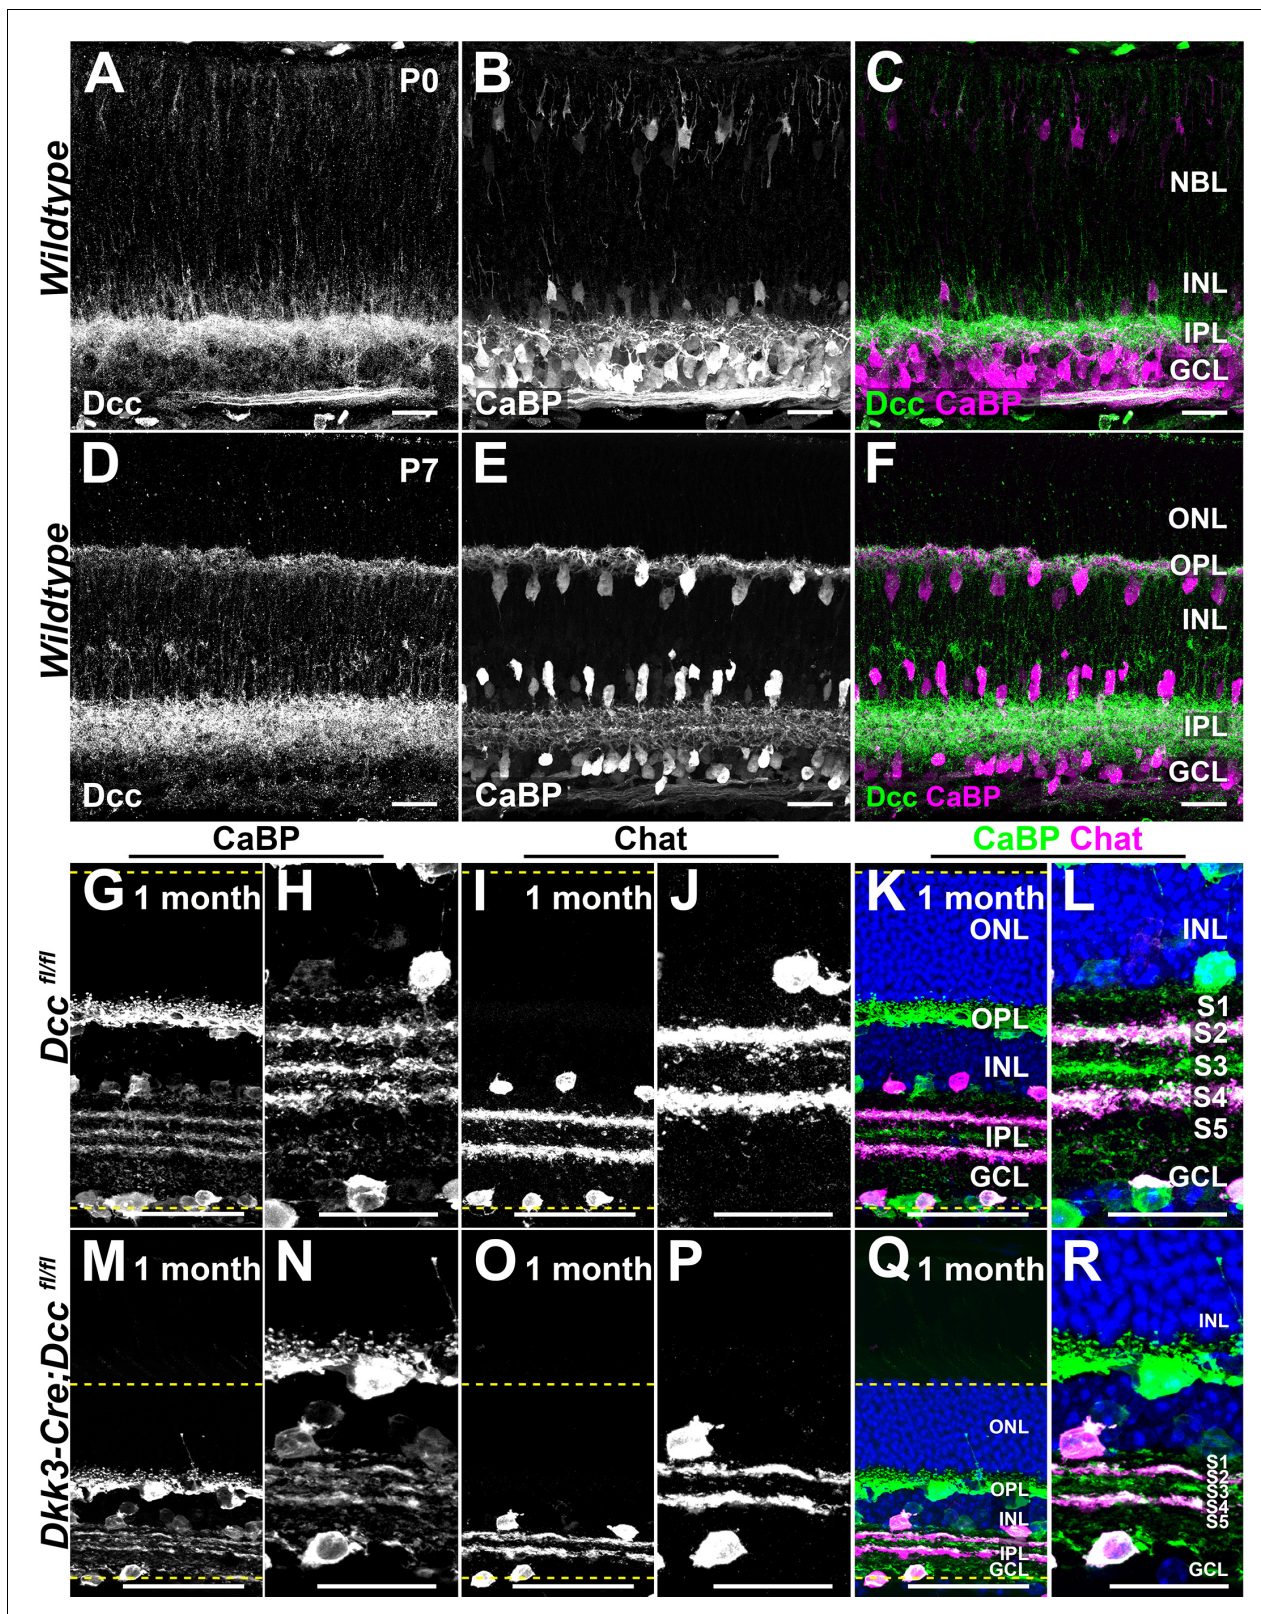 A P0
B
C
Wildtype
NBL
INL
IPL
GCL
Dcc
CaBP
Dcc CaBP
D P7
E
F
Wildtype
ONL
OPL
INL
IPL
GCL
Dcc
CaBP
Dcc CaBP
CaBP
Chat
CaBP Chat
G 1 month
H
I 1 month
J
K 1 month
L
Dcc fl/fl
ONL
OPL
INL
IPL
GCL
INL
S1
S2
S3
S4
S5
GCL
M 1 month
N
O 1 month
P
Q 1 month
R
Dkk3-Cre;Dcc fl/fl
ONL
OPL
INL
IPL
GCL
INL
S1
S2
S3
S4
S5
GCL